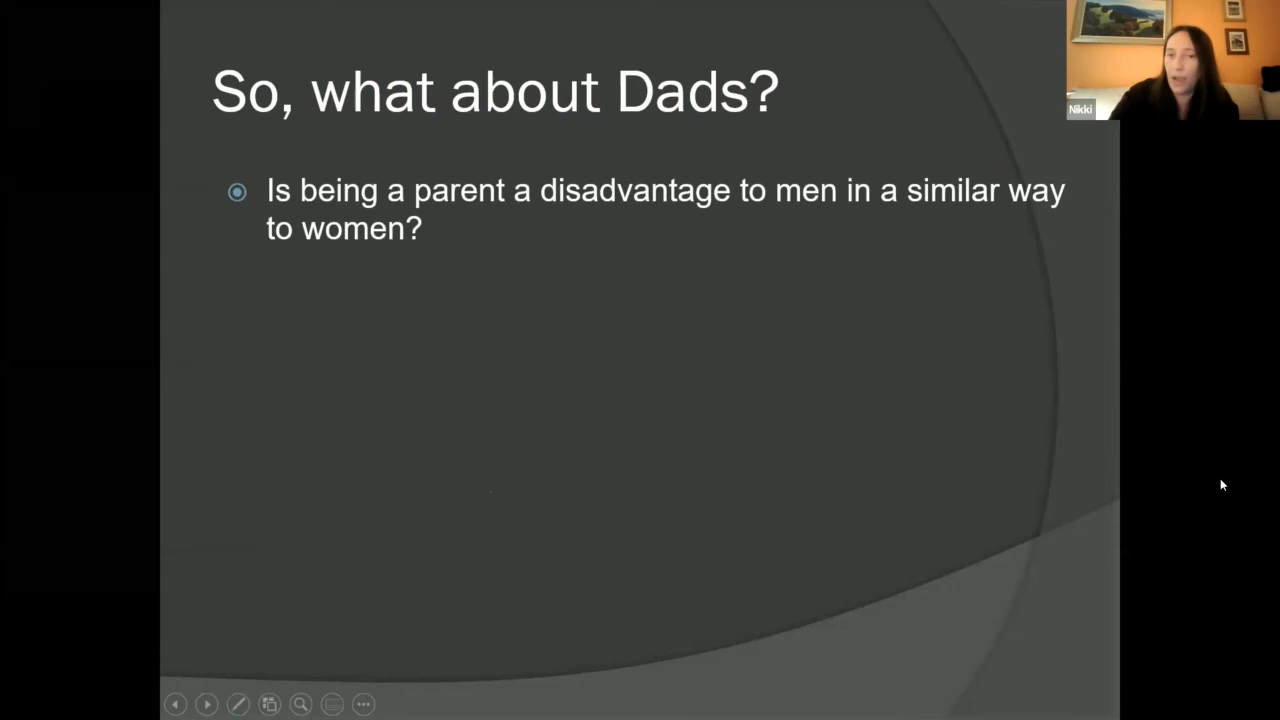 So, what about Dads?
Is being a parent a disadvantage to men in a similar way
to women?
Nikki